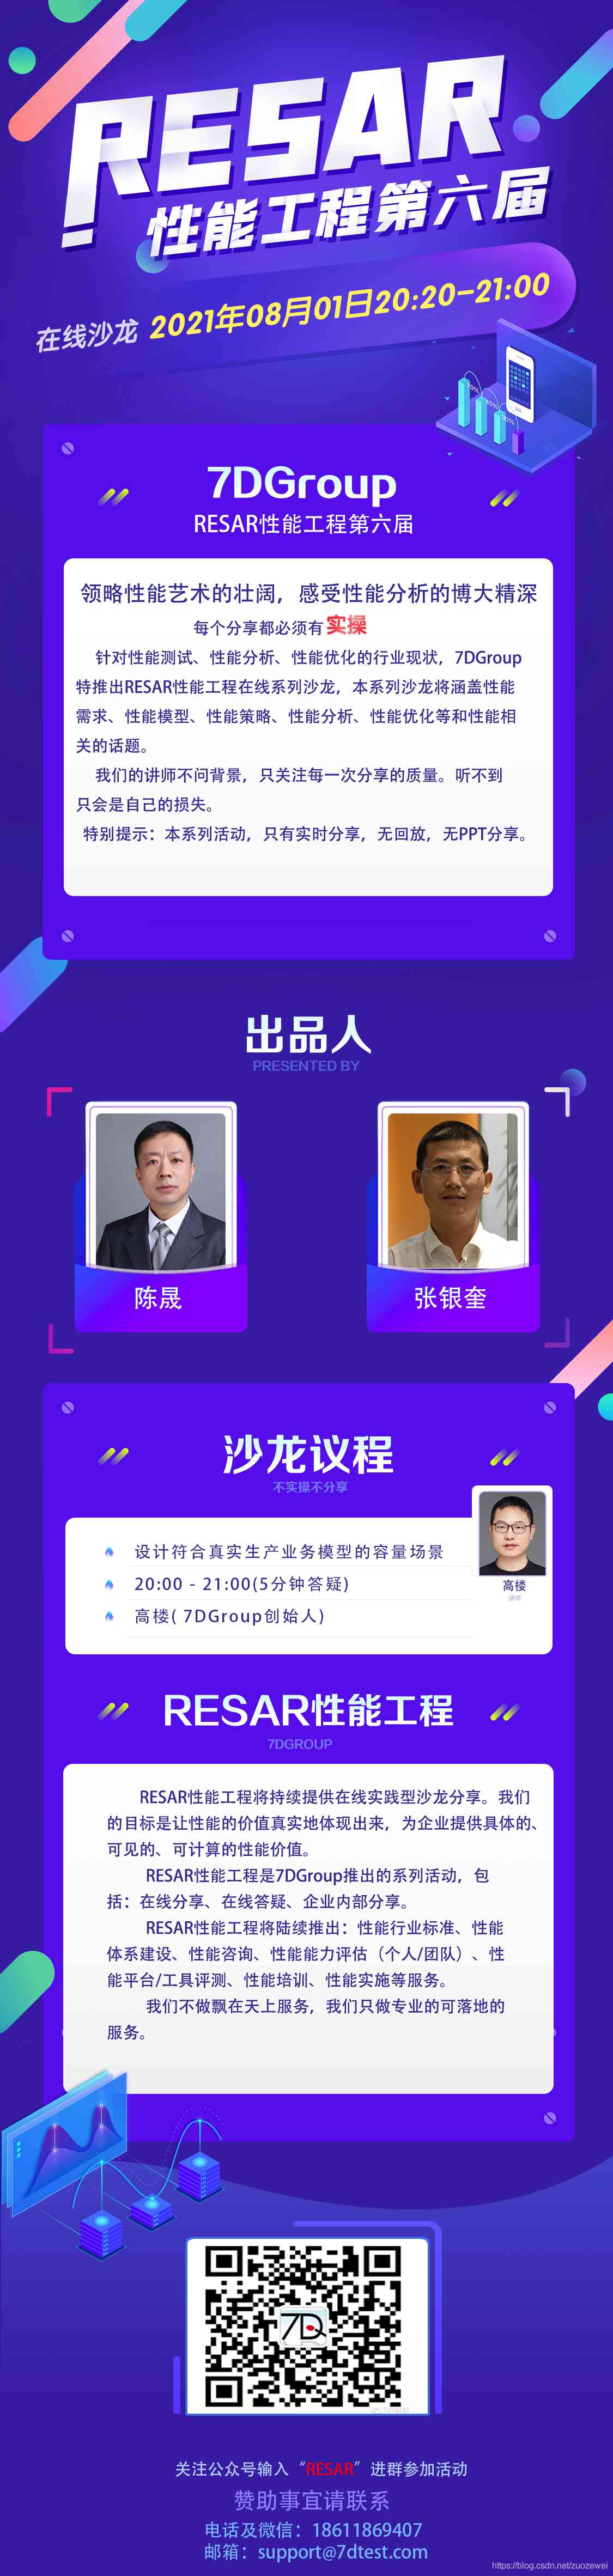 RESAR
性能工程第六届
在线沙龙 2021年08月01日20:20-21:00
7DGroup
RESAR性能工程第六届
领略性能艺术的壮阔，感受性能分析的博大精深
每个分享都必须有实操
针对性能测试、性能分析、性能优化的行业现状，7DGroup
特推出RESAR性能工程在线系列沙龙，本系列沙龙将涵盖性能
需求、性能模型、性能策略、性能分析、性能优化等和性能相
关的话题。
我们的讲师不问背景，只关注每一次分享的质量。听不到
只会是自己的损失。
特别提示：本系列活动，只有实时分享，无回放，无PPT分享。
出品人
PRESENTED BY
陈晟
张银奎
沙龙议程
不实操不分享
设计符合真实生产业务模型的容量场景
20:00 - 21:00(5分钟答疑)
高楼( 7DGroup创始人)
高楼
讲师
RESAR性能工程
7DGROUP
RESAR性能工程将持续提供在线实践型沙龙分享。我们
的目标是让性能的价值真实地体现出来，为企业提供具体的、
可见的、可计算的性能价值。
RESAR性能工程是7DGroup推出的系列活动，包
括：在线分享、在线答疑、企业内部分享。
RESAR性能工程将陆续推出：性能行业标准、性能
体系建设、性能咨询、性能能力评估（个人/团队）、性
能平台/工具评测、性能培训、性能实施等服务。
我们不做飘在天上服务，我们只做专业的可落地的
服务。
7D
关注公众号输入“RESAR”进群参加活动
赞助事宜请联系
电话及微信：18611869407
邮箱：support@7dtest.com
https://blog.csdn.net/zuozewei